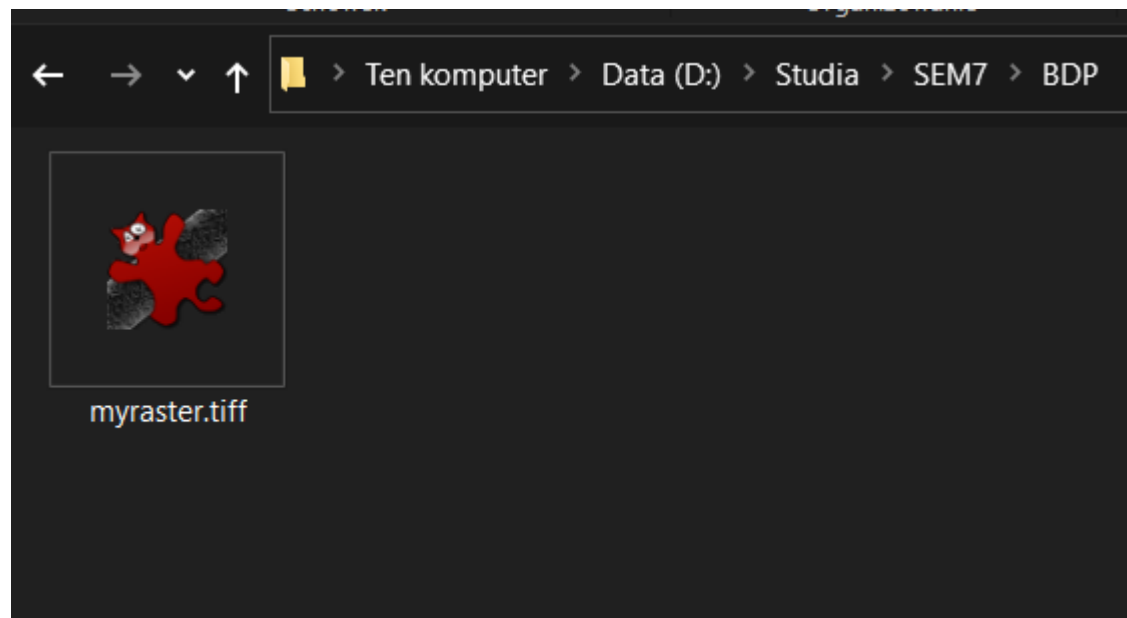 Ten komputer > Data (D:) > Studia > SEM7 > BDP
myraster.tiff